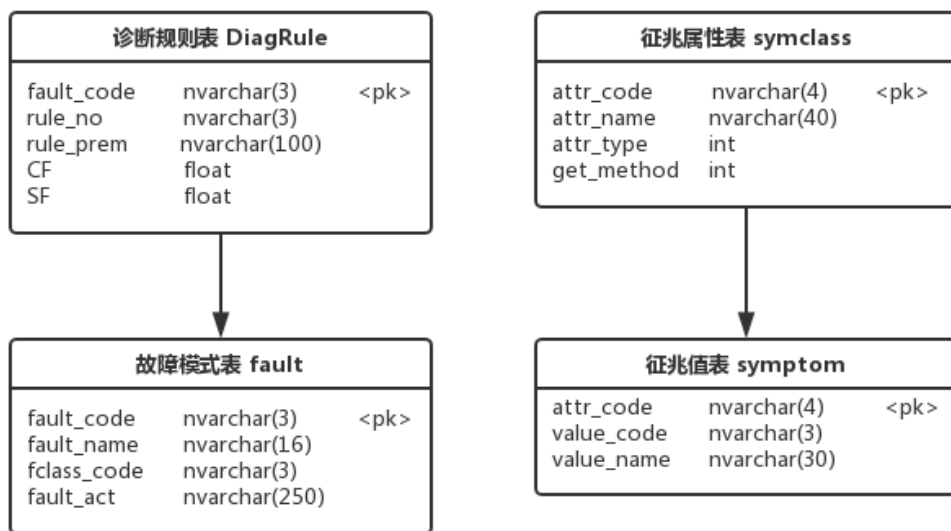 诊断规则表 DiagRule
fault_code nvarchar(3) <pk>
rule_no nvarchar(3)
rule_prem nvarchar(100)
CF float
SF float
征兆属性表 symclass
attr_code nvarchar(4) <pk>
attr_name nvarchar(40)
attr_type int
get_method int
故障模式表 fault
fault_code nvarchar(3) <pk>
fault_name nvarchar(16)
fclass_code nvarchar(3)
fault_act nvarchar(250)
征兆值表 symptom
attr_code nvarchar(4) <pk>
value_code nvarchar(3)
value_name nvarchar(30)